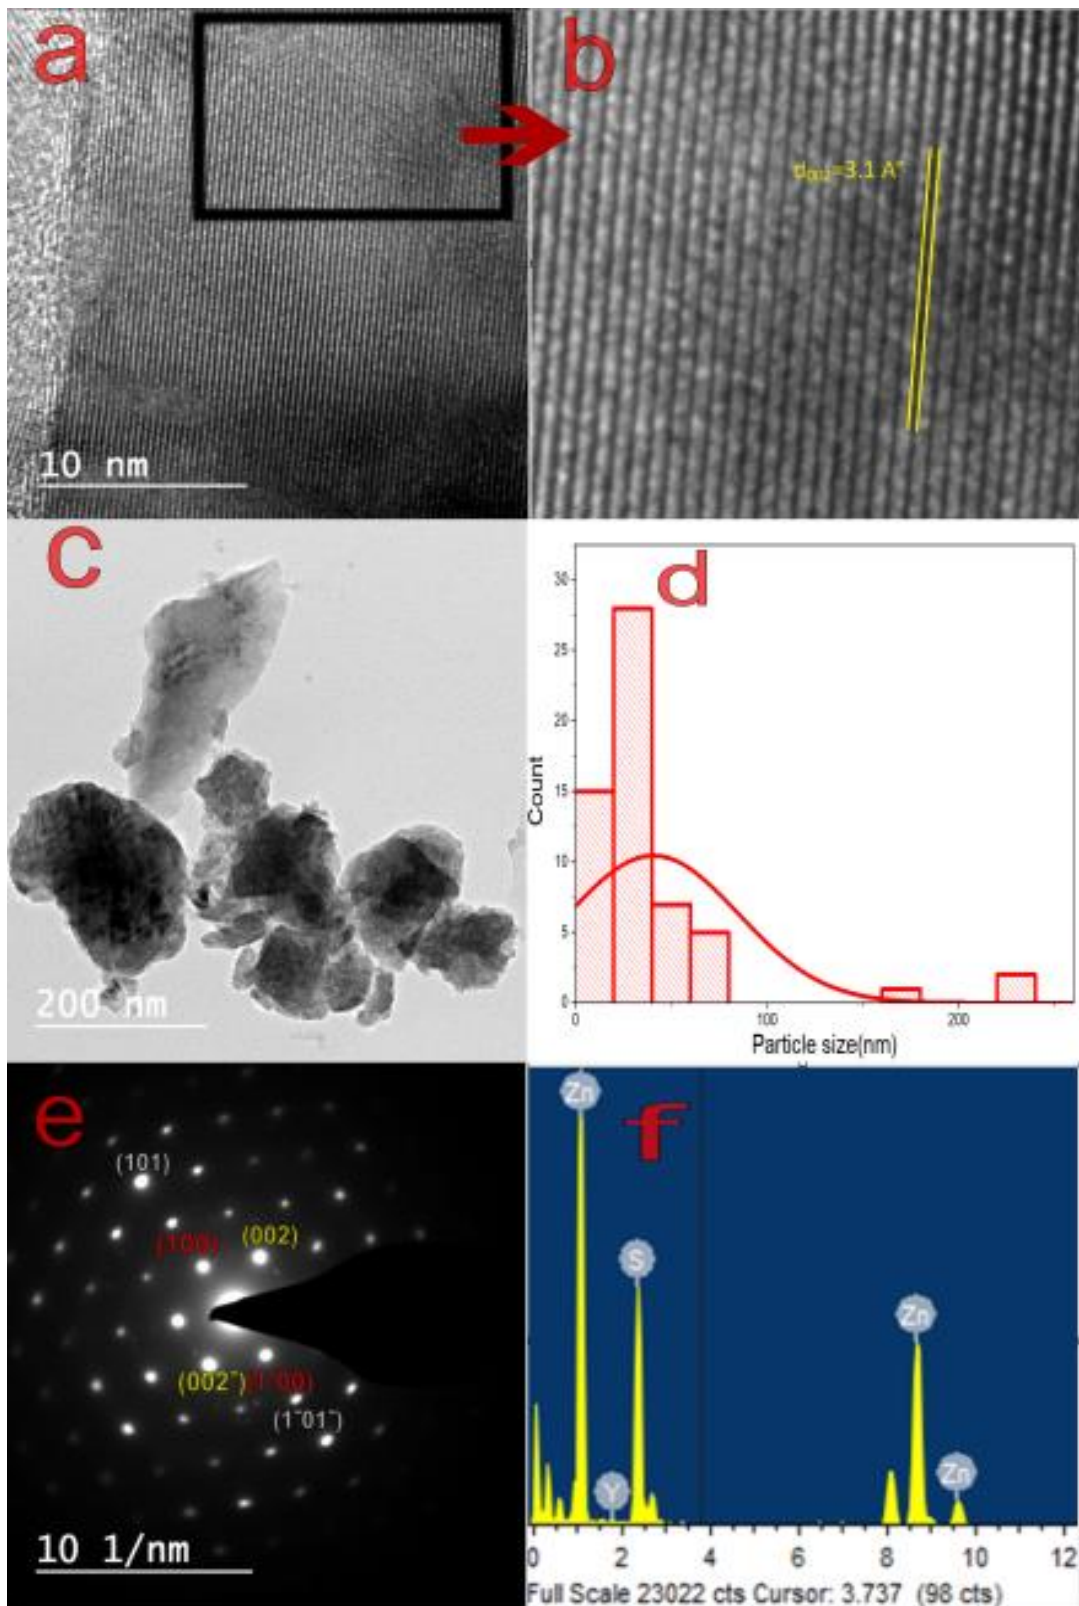 a
b
d₀₀₂=3.1 A°
10 nm
c
200 nm
d
30
25
20
15
10
5
0
Count
0 100 200
Particle size(nm)
e
(101)
(002)
(100)
(002¯) (1¯00)
(1¯01¯)
10 1/nm
f
Zn
S
Zn
Y
Zn
0 2 4 6 8 10 12
Full Scale 23022 cts Cursor: 3.737 (98 cts)